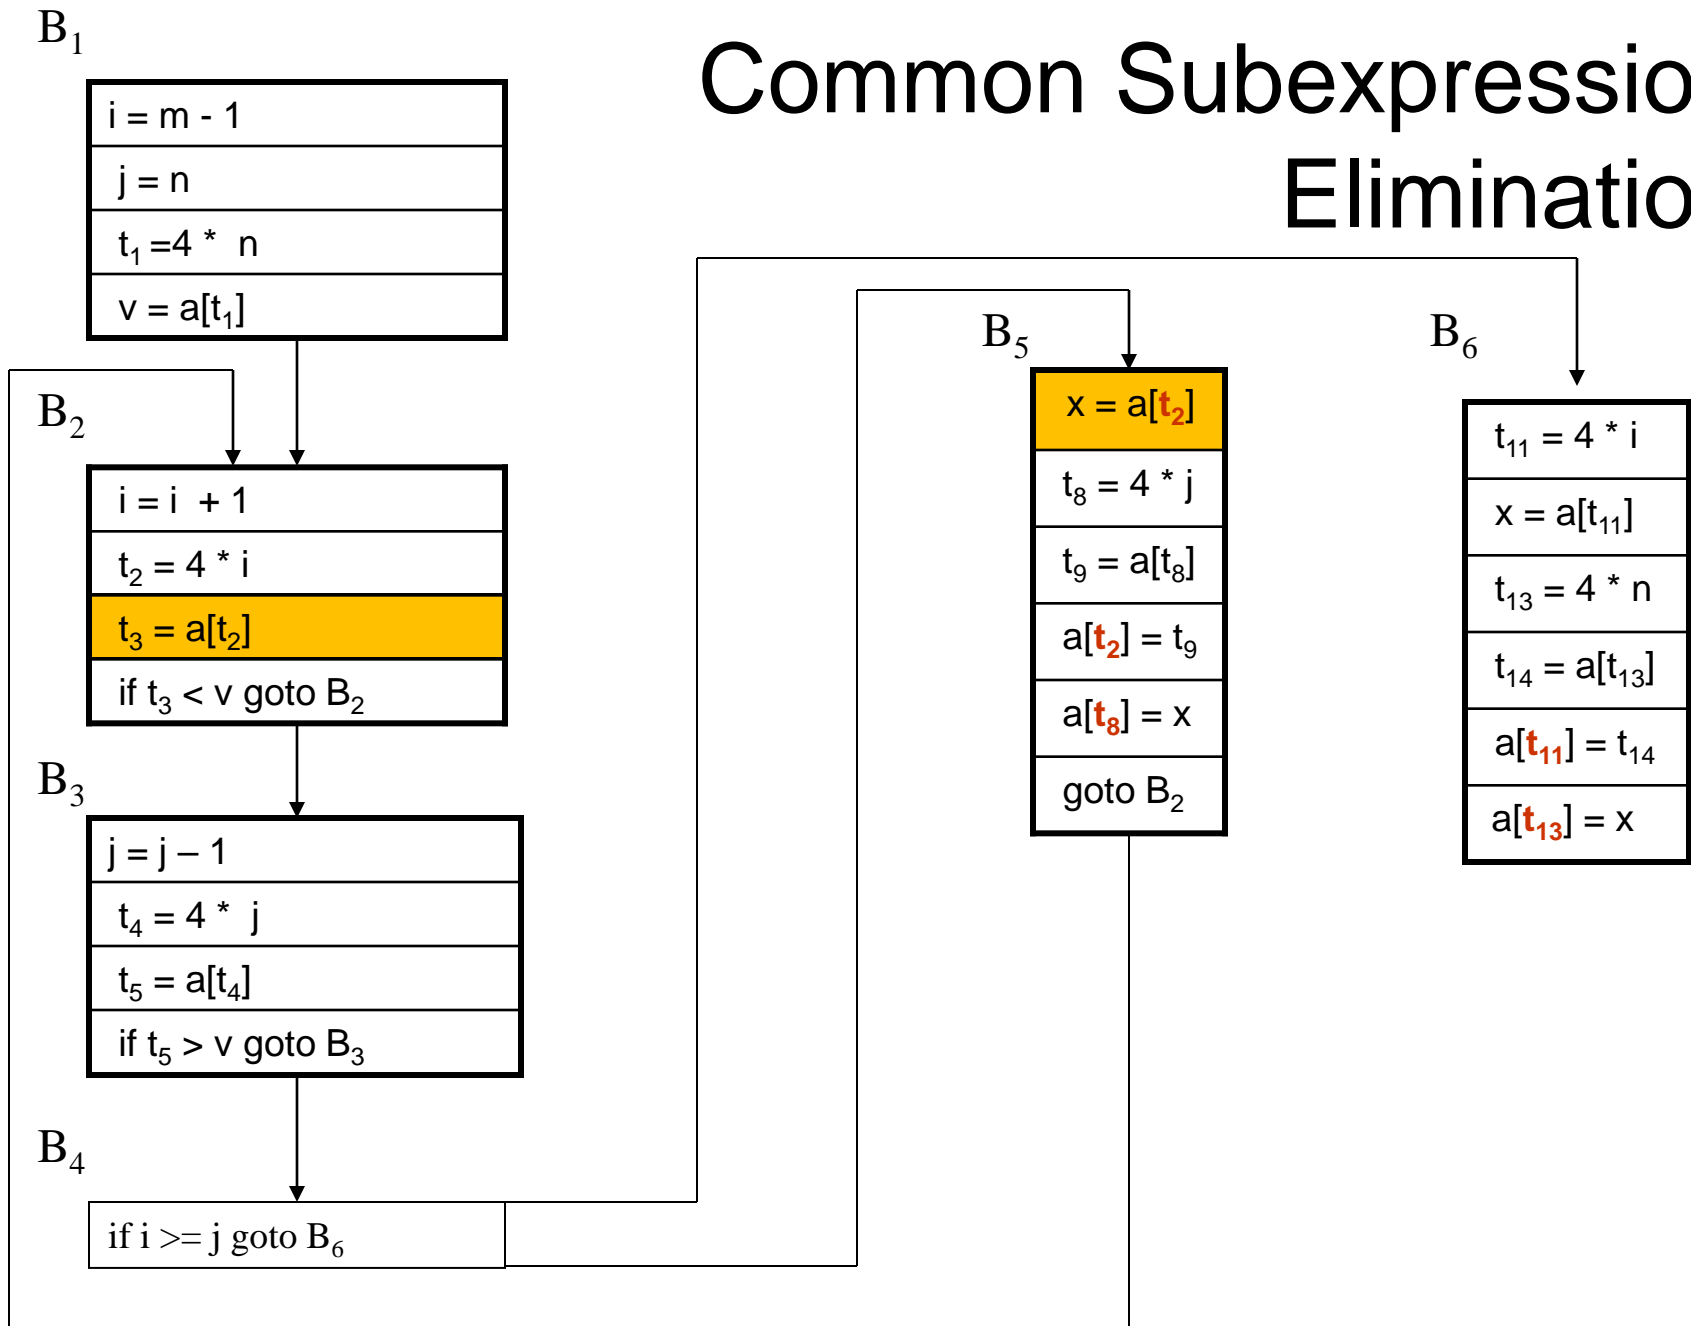 Common Subexpressio
Eliminatio
B₁
i = m - 1
j = n
t₁ =4 * n
v = a[t₁]
B₂
i = i + 1
t₂ = 4 * i
t₃ = a[t₂]
if t₃ < v goto B₂
B₃
j = j – 1
t₄ = 4 * j
t₅ = a[t₄]
if t₅ > v goto B₃
B₄
if i >= j goto B₆
B₅
x = a[t₂]
t₈ = 4 * j
t₉ = a[t₈]
a[t₂] = t₉
a[t₈] = x
goto B₂
B₆
t₁₁ = 4 * i
x = a[t₁₁]
t₁₃ = 4 * n
t₁₄ = a[t₁₃]
a[t₁₁] = t₁₄
a[t₁₃] = x